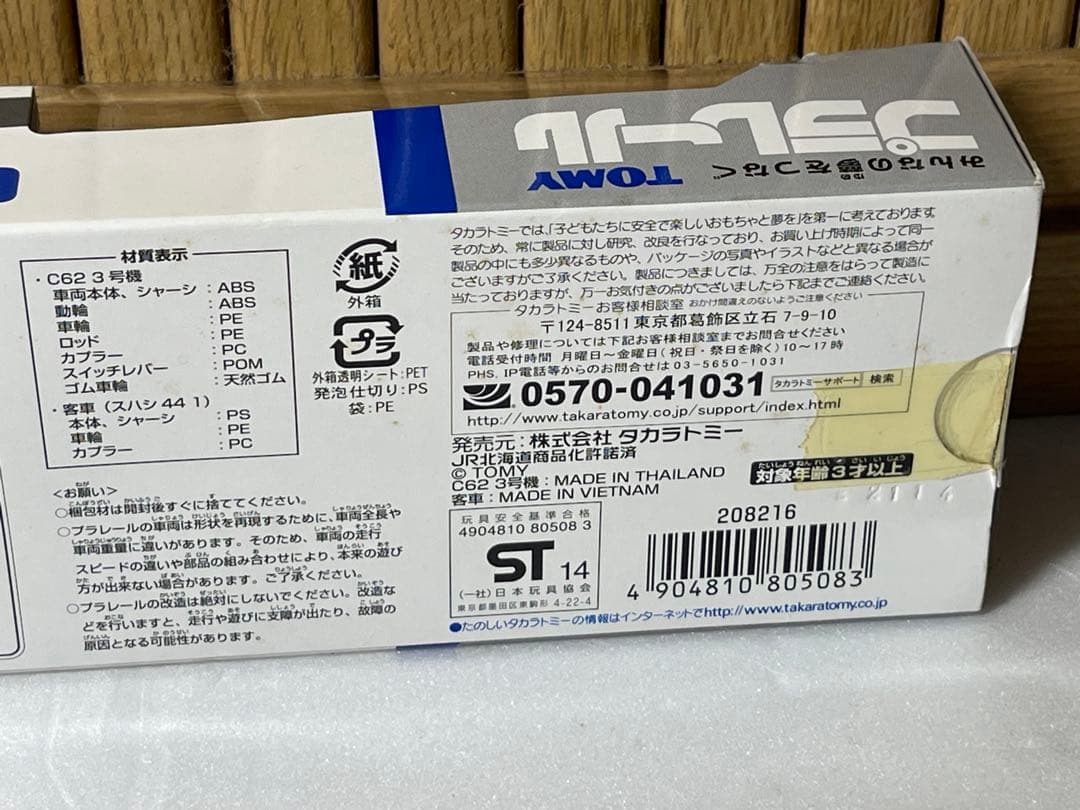 プラレール
みんなの夢をつなぐ
ゆめ
TOMY
材質表示
・C62 3号機
車両本体、シャーシ : ABS
動輪 : ABS
車輪 : PE
ロッド : PE
カプラー : PC
スイッチレバー : POM
ゴム車輪 : 天然ゴム
・客車（スハシ 44 1）
本体、シャーシ : PS
車輪 : PE
カプラー : PC
紙
外箱
プラ
外箱透明シート:PET
発泡仕切り:PS
袋:PE
<お願い>
○梱包材は開封後すぐに捨ててください。
○プラレールの車両は形状を再現するために、車両全長や
車両重量に違いがあります。そのため、車両の走行
スピードの違いや部品の組み合わせにより、本来の遊び
方が出来ない場合があります。ご了承ください。
○プラレールの改造は絶対にしないでください。改造な
どを行いますと、走行や遊びに支障が出たり、故障の
原因となる可能性があります。
タカラトミーでは、「子どもたちに安全で楽しいおもちゃと夢を」を第一に考えております。
そのため、常に製品に対し研究、改良を行なっており、お買い上げ時期によって同一
製品の中にも多少異なるものや、パッケージの写真やイラストなどと異なる場合が
ございますがご了承ください。製品につきましては、万全の注意をはらって製造に
当たっておりますが、万一お気付きの点がございましたら下記までご連絡ください。
タカラトミーお客様相談室 おかけ間違えのないようご注意ください
〒124-8511 東京都葛飾区立石 7-9-10
製品や修理については下記お客様相談室までお問合せください
電話受付時間 月曜日〜金曜日(祝日・祭日を除く)10〜17時
PHS、IP電話等からのお問合せは 03-5650-1031
0570-041031 タカラトミーサポート 検索
http://www.takaratomy.co.jp/support/index.html
発売元：株式会社 タカラトミー
JR北海道商品化許諾済
© TOMY
C62 3号機：MADE IN THAILAND
客車：MADE IN VIETNAM
たいしょうねんれい さい いじょう
対象年齢3才以上
玩具安全基準合格
4904810 80508 3
ST 14
(一社)日本玩具協会
東京都墨田区東駒形 4-22-4
208216
4 904810 805083
●たのしいタカラトミーの情報はインターネットでhttp://www.takaratomy.co.jp